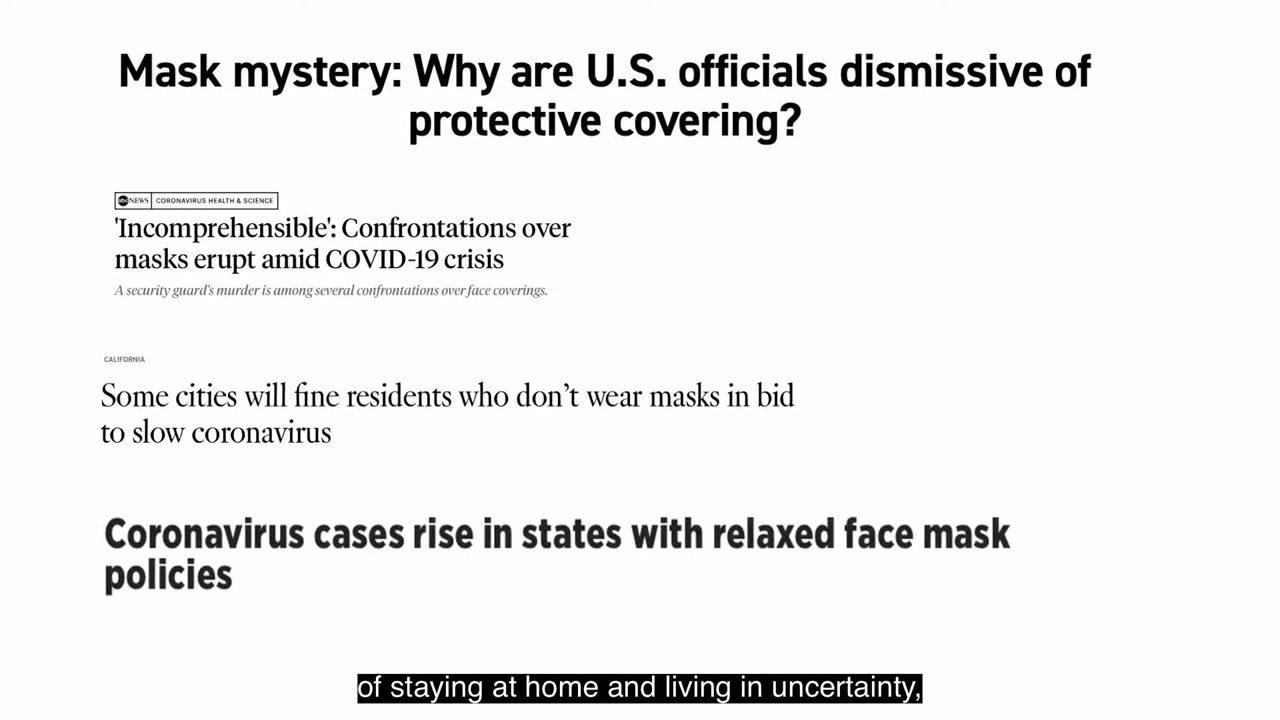 Mask mystery: Why are U.S. officials dismissive of
protective covering?
abc NEWS CORONAVIRUS HEALTH & SCIENCE
'Incomprehensible': Confrontations over
masks erupt amid COVID-19 crisis
A security guard's murder is among several confrontations over face coverings.
CALIFORNIA
Some cities will fine residents who don’t wear masks in bid
to slow coronavirus
Coronavirus cases rise in states with relaxed face mask
policies
of staying at home and living in uncertainty,